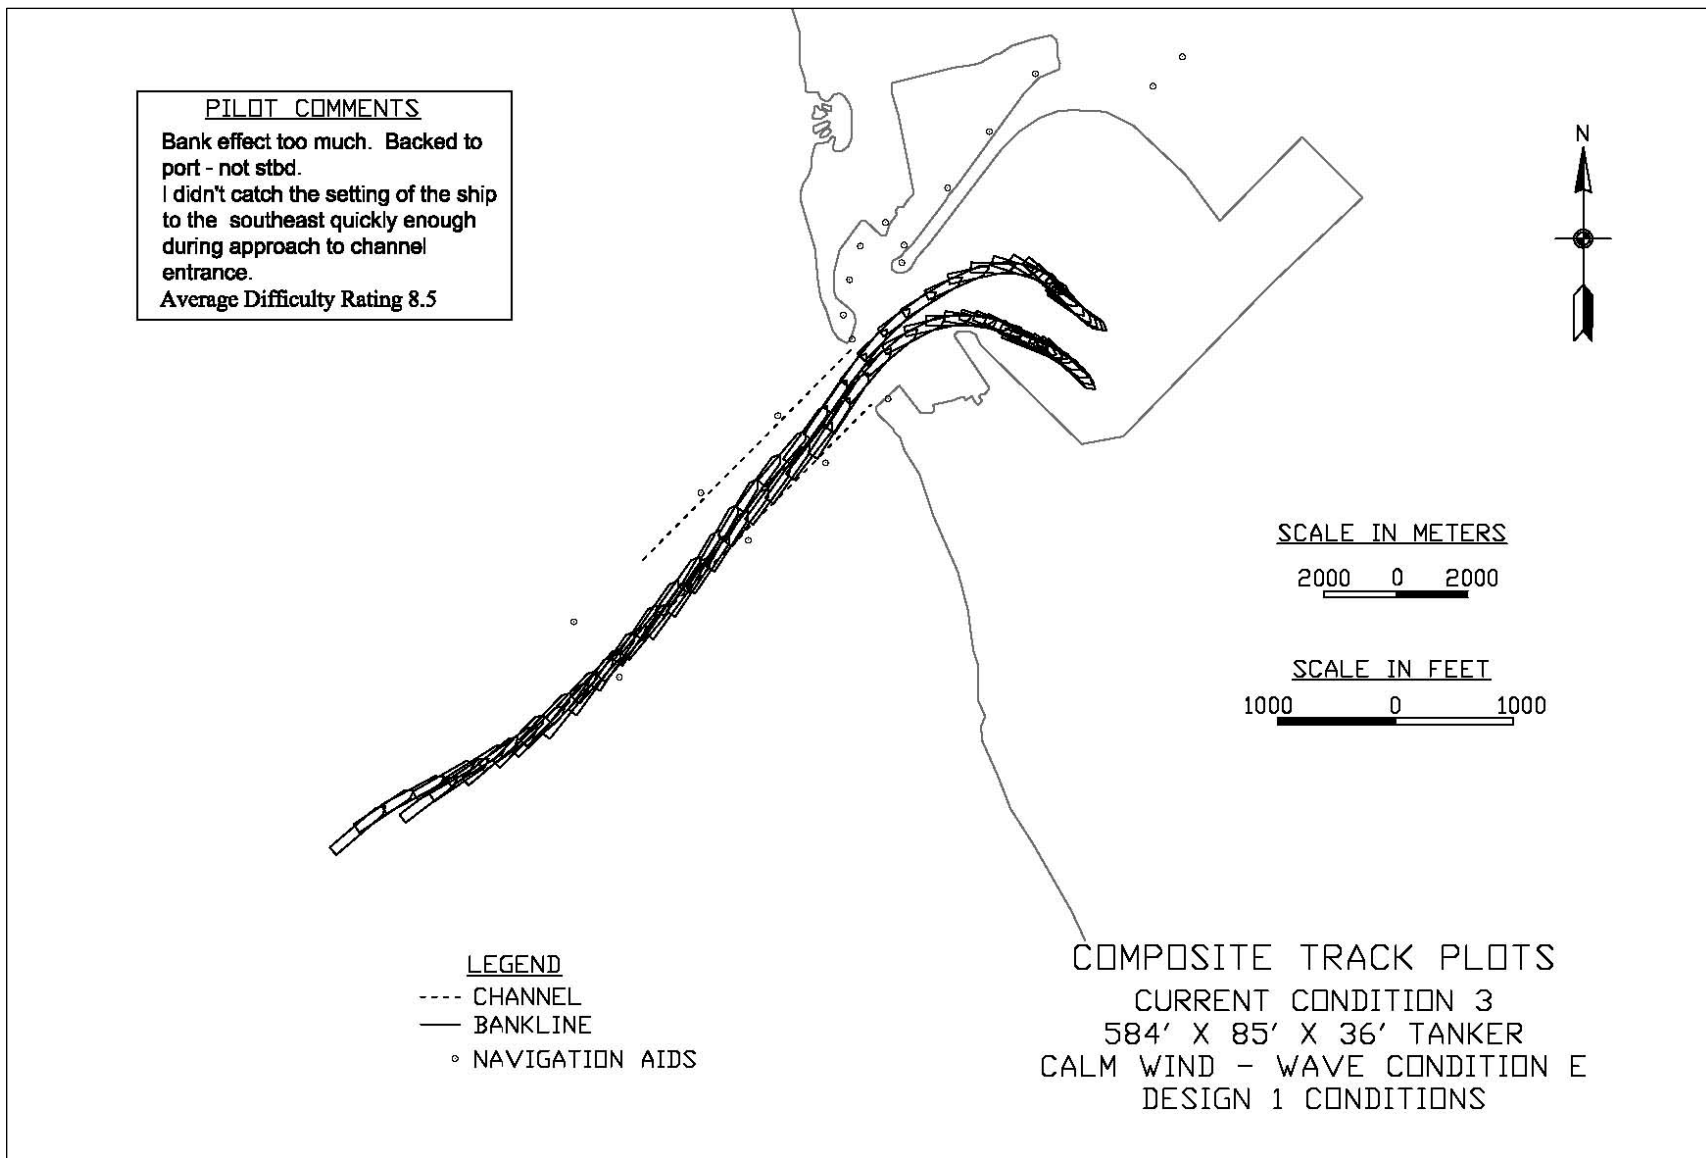 PILOT COMMENTS
Bank effect too much. Backed to
port - not stbd.
I didn't catch the setting of the ship
to the southeast quickly enough
during approach to channel
entrance.
Average Difficulty Rating 8.5
N
SCALE IN METERS
2000 0 2000
SCALE IN FEET
1000 0 1000
LEGEND
CHANNEL
BANKLINE
NAVIGATION AIDS
COMPOSITE TRACK PLOTS
CURRENT CONDITION 3
584' X 85' X 36' TANKER
CALM WIND - WAVE CONDITION E
DESIGN 1 CONDITIONS